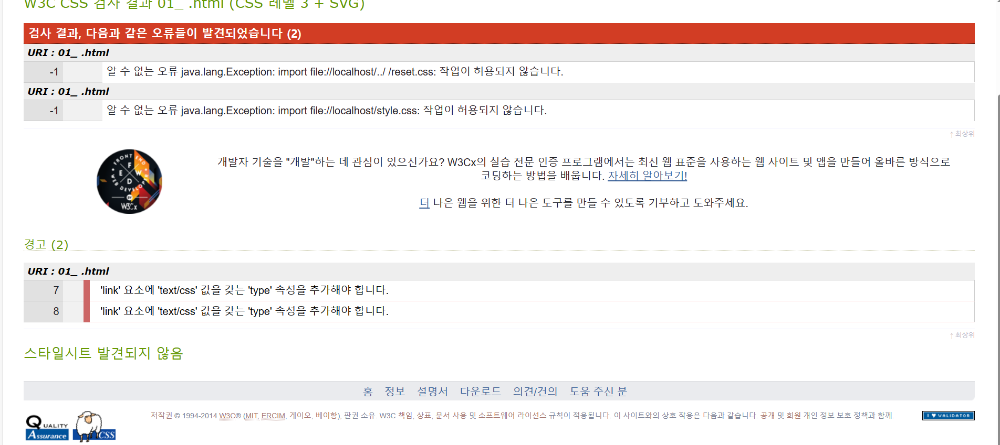 W3C CSS 검사 결과 01_ .html (CSS 레벨 3 + SVG)
검사 결과, 다음과 같은 오류들이 발견되었습니다 (2)
URI : 01_ .html
-1 알 수 없는 오류 java.lang.Exception: import file://localhost/../ /reset.css: 작업이 허용되지 않습니다.
URI : 01_ .html
-1 알 수 없는 오류 java.lang.Exception: import file://localhost/style.css: 작업이 허용되지 않습니다.
↑ 최상위
FRONT END
WEB DEVELOPER
F
E W
D
BY
W3Cx
개발자 기술을 "개발"하는 데 관심이 있으신가요? W3Cx의 실습 전문 인증 프로그램에서는 최신 웹 표준을 사용하는 웹 사이트 및 앱을 만들어 올바른 방식으로
코딩하는 방법을 배웁니다. 자세히 알아보기!
더 나은 웹을 위한 더 나은 도구를 만들 수 있도록 기부하고 도와주세요.
경고 (2)
URI : 01_ .html
7 'link' 요소에 'text/css' 값을 갖는 'type' 속성을 추가해야 합니다.
8 'link' 요소에 'text/css' 값을 갖는 'type' 속성을 추가해야 합니다.
↑ 최상위
스타일시트 발견되지 않음
홈 정보 설명서 다운로드 의견/건의 도움 주신 분
QUALITY
Assurance
CSS
저작권 © 1994-2014 W3C® (MIT, ERCIM, 게이오, 베이항), 판권 소유. W3C 책임, 상표, 문서 사용 및 소프트웨어 라이선스 규칙이 적용됩니다. 이 사이트와의 상호 작용은 다음과 같습니다. 공개 및 회원 개인 정보 보호 정책과 함께.
I ♥ VALIDATOR